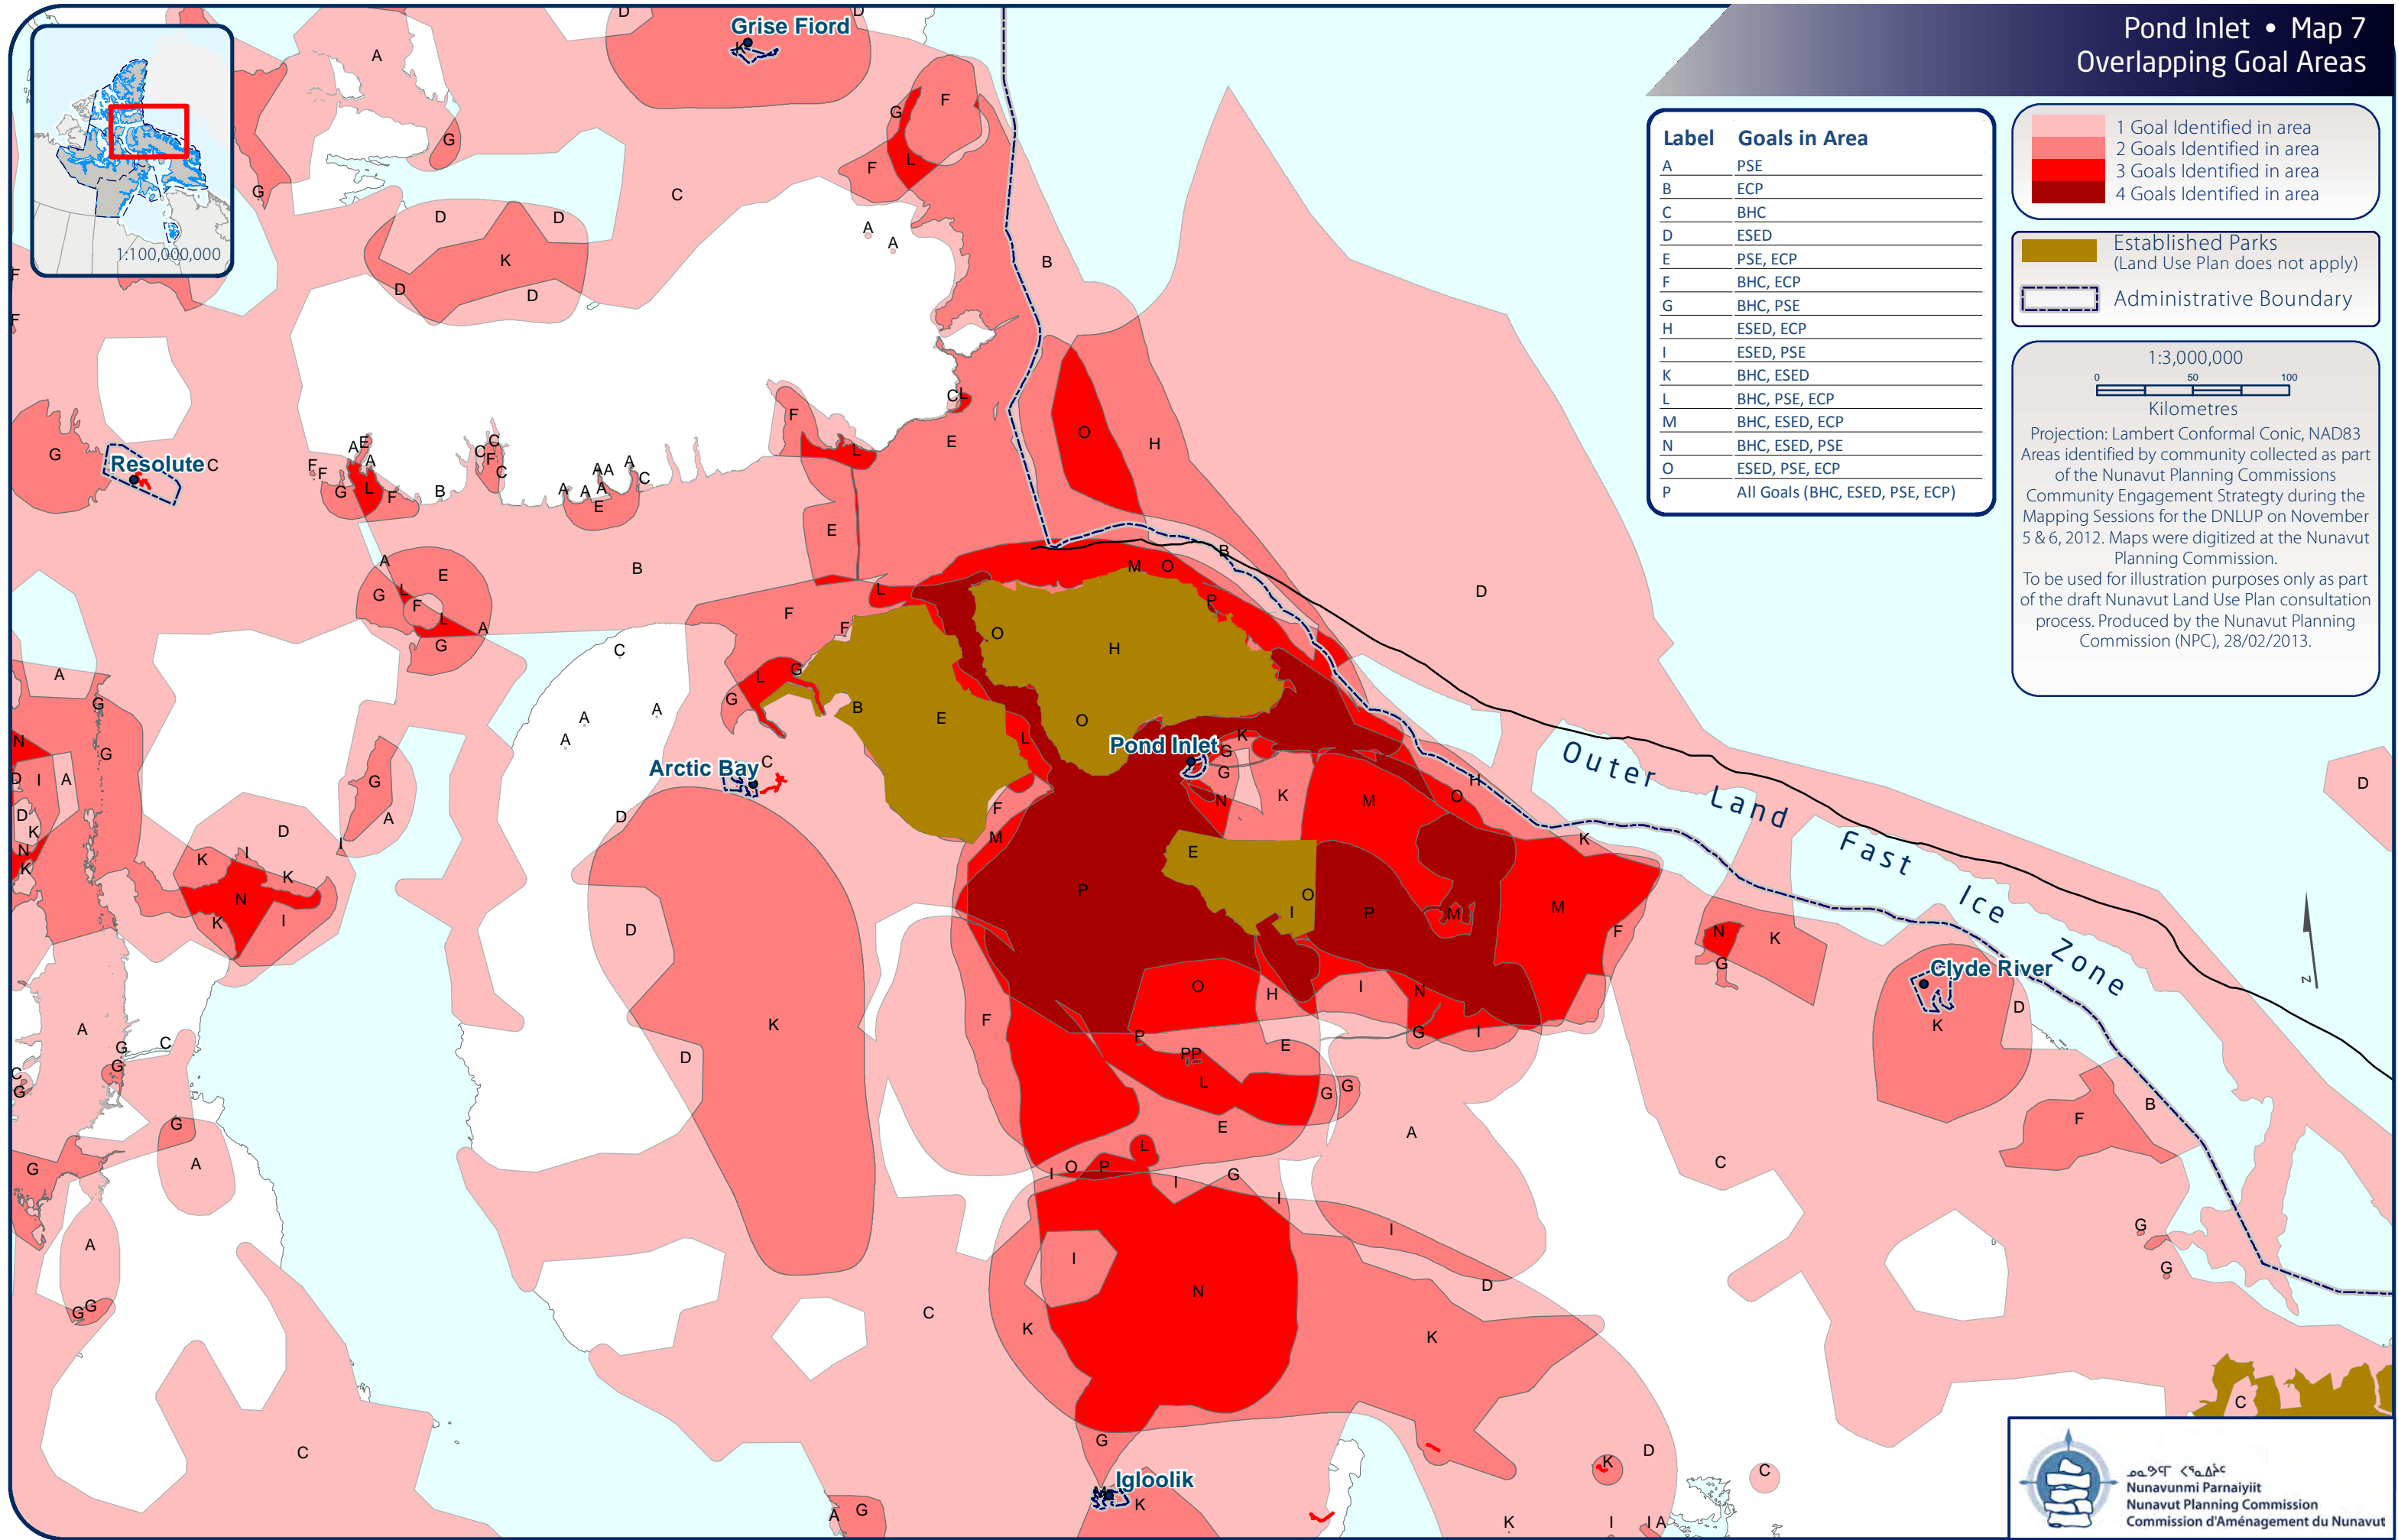 Pond Inlet • Map 7
Overlapping Goal Areas
1:100,000,000
Label Goals in Area
A PSE
B ECP
C BHC
D ESED
E PSE, ECP
F BHC, ECP
G BHC, PSE
H ESED, ECP
I ESED, PSE
K BHC, ESED
L BHC, PSE, ECP
M BHC, ESED, ECP
N BHC, ESED, PSE
O ESED, PSE, ECP
P All Goals (BHC, ESED, PSE, ECP)
1 Goal Identified in area
2 Goals Identified in area
3 Goals Identified in area
4 Goals Identified in area
Established Parks
(Land Use Plan does not apply)
Administrative Boundary
1:3,000,000
0 50 100
Kilometres
Projection: Lambert Conformal Conic, NAD83
Areas identified by community collected as part
of the Nunavut Planning Commissions
Community Engagement Strategty during the
Mapping Sessions for the DNLUP on November
5 & 6, 2012. Maps were digitized at the Nunavut
Planning Commission.
To be used for illustration purposes only as part
of the draft Nunavut Land Use Plan consultation
process. Produced by the Nunavut Planning
Commission (NPC), 28/02/2013.
Grise Fiord
Resolute
Arctic Bay
Pond Inlet
Clyde River
Igloolik
Outer Land Fast Ice Zone
N
ᓄᓇᕗᒻᒥ ᐸᕐᓇᐃᔨᑦ
Nunavunmi Parnaiyiit
Nunavut Planning Commission
Commission d'Aménagement du Nunavut